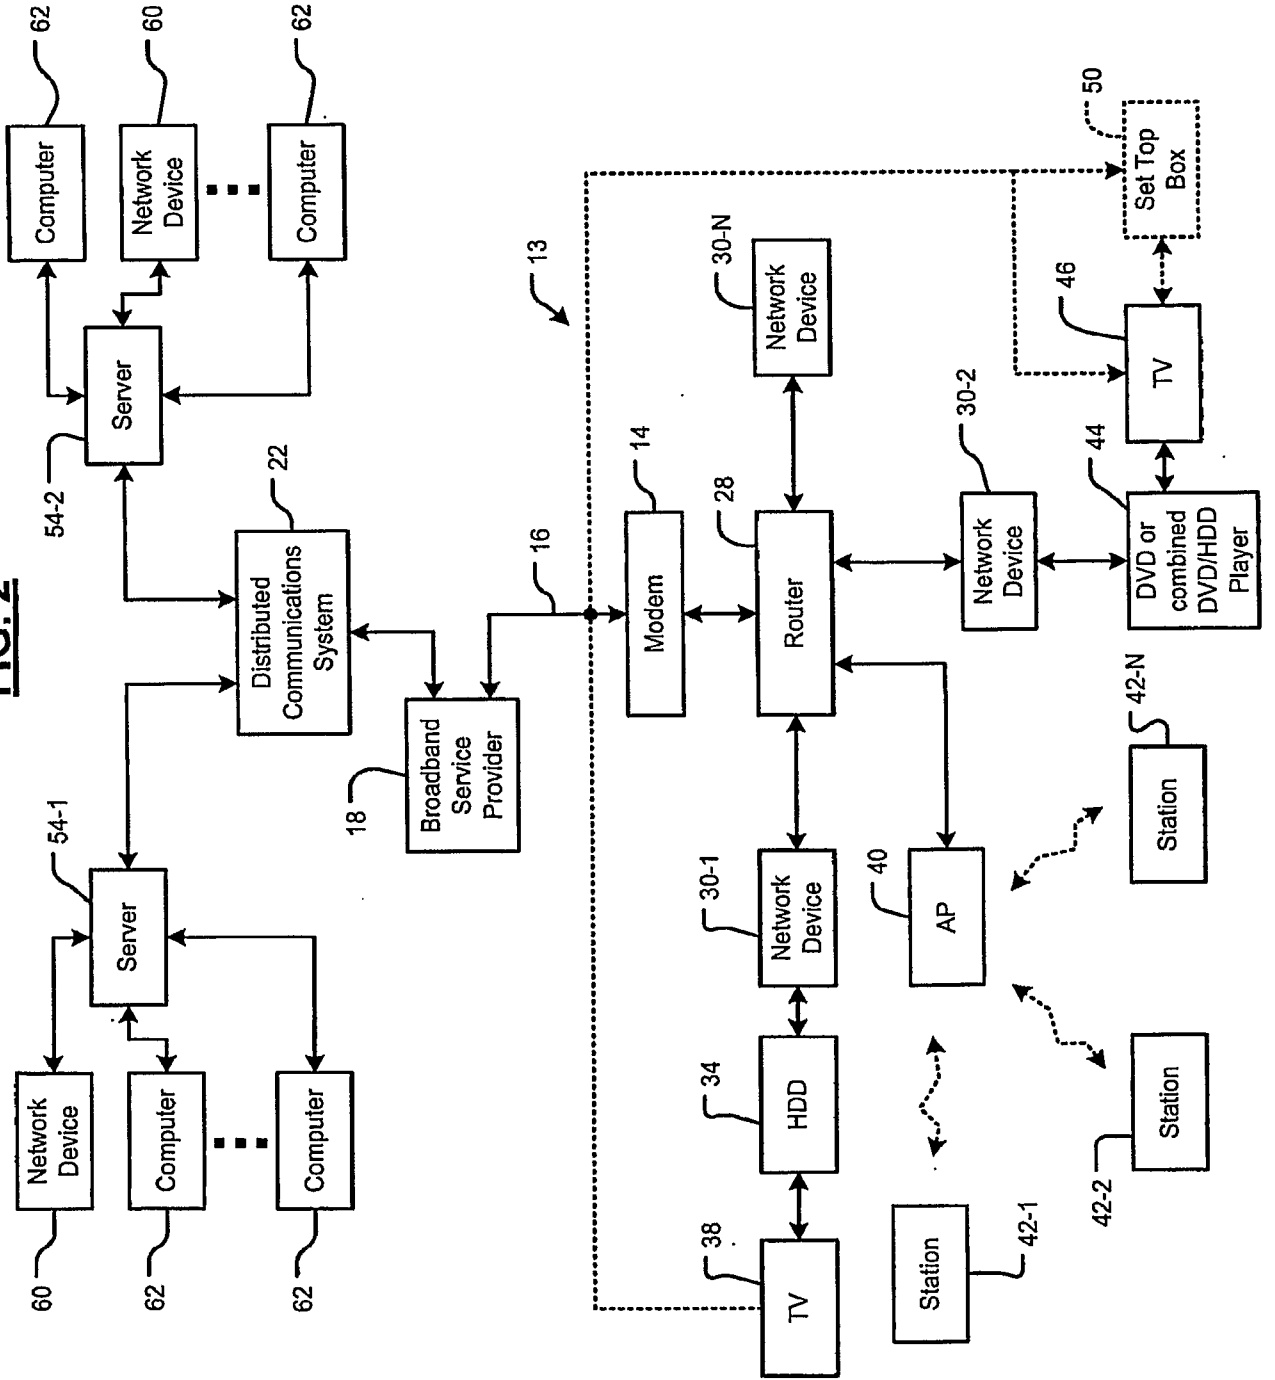 FIG. 2
62
60
62
Computer
Network
Device
Computer
Server
54-2
22
Distributed
Communications
System
54-1
Server
Network
Device
Computer
Computer
60
62
62
18
Broadband
Service
Provider
16
13
14
Modem
28
Router
30-N
Network
Device
30-1
Network
Device
34
HDD
38
TV
40
AP
42-1
Station
42-2
Station
42-N
Station
30-2
Network
Device
44
DVD or
combined
DVD/HDD
Player
46
TV
50
Set Top
Box